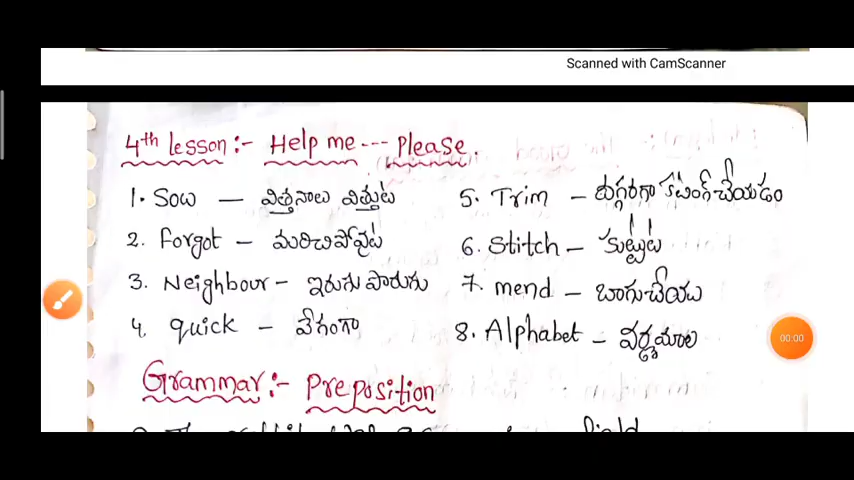 Scanned with CamScanner
4th lesson:- Help me --- Please.
1. Sow — విత్తనాలు విత్తుట
5. Trim — దగ్గరగా కటింగ్ చేయడం
2. Forgot — మరిచిపోవుట
6. Stitch — కుట్టుట
3. Neighbour — ఇరుగు పొరుగు
7. mend — బాగుచేయు
4. quick — వేగంగా
8. Alphabet — వర్ణమాల
Grammar:- Preposition
00:00